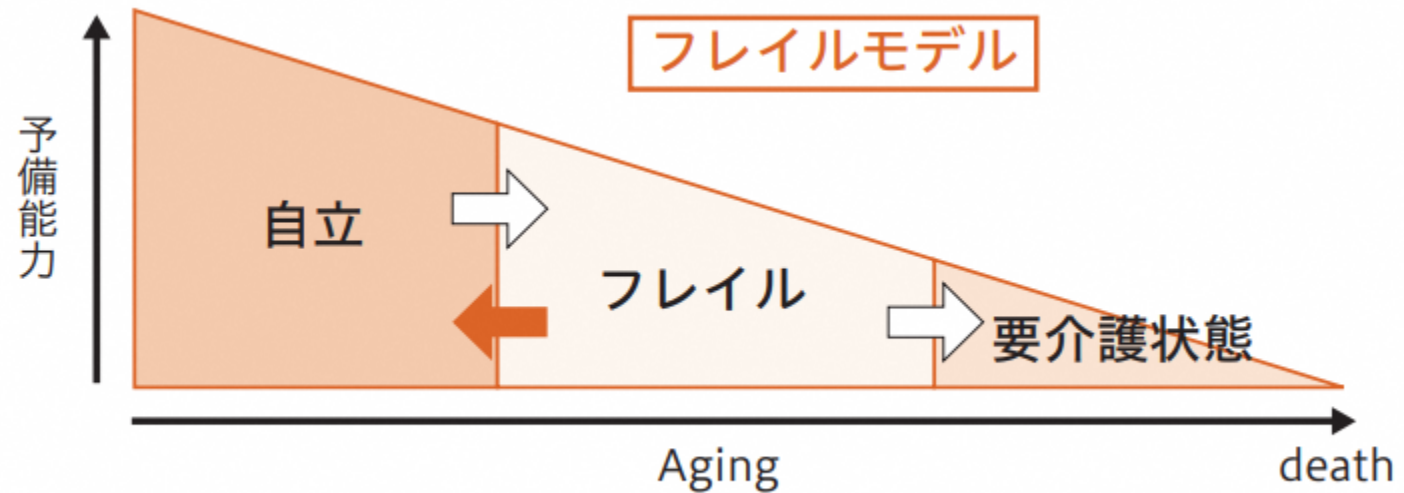 フレイルモデル
予備能力
自立
フレイル
要介護状態
Aging
death